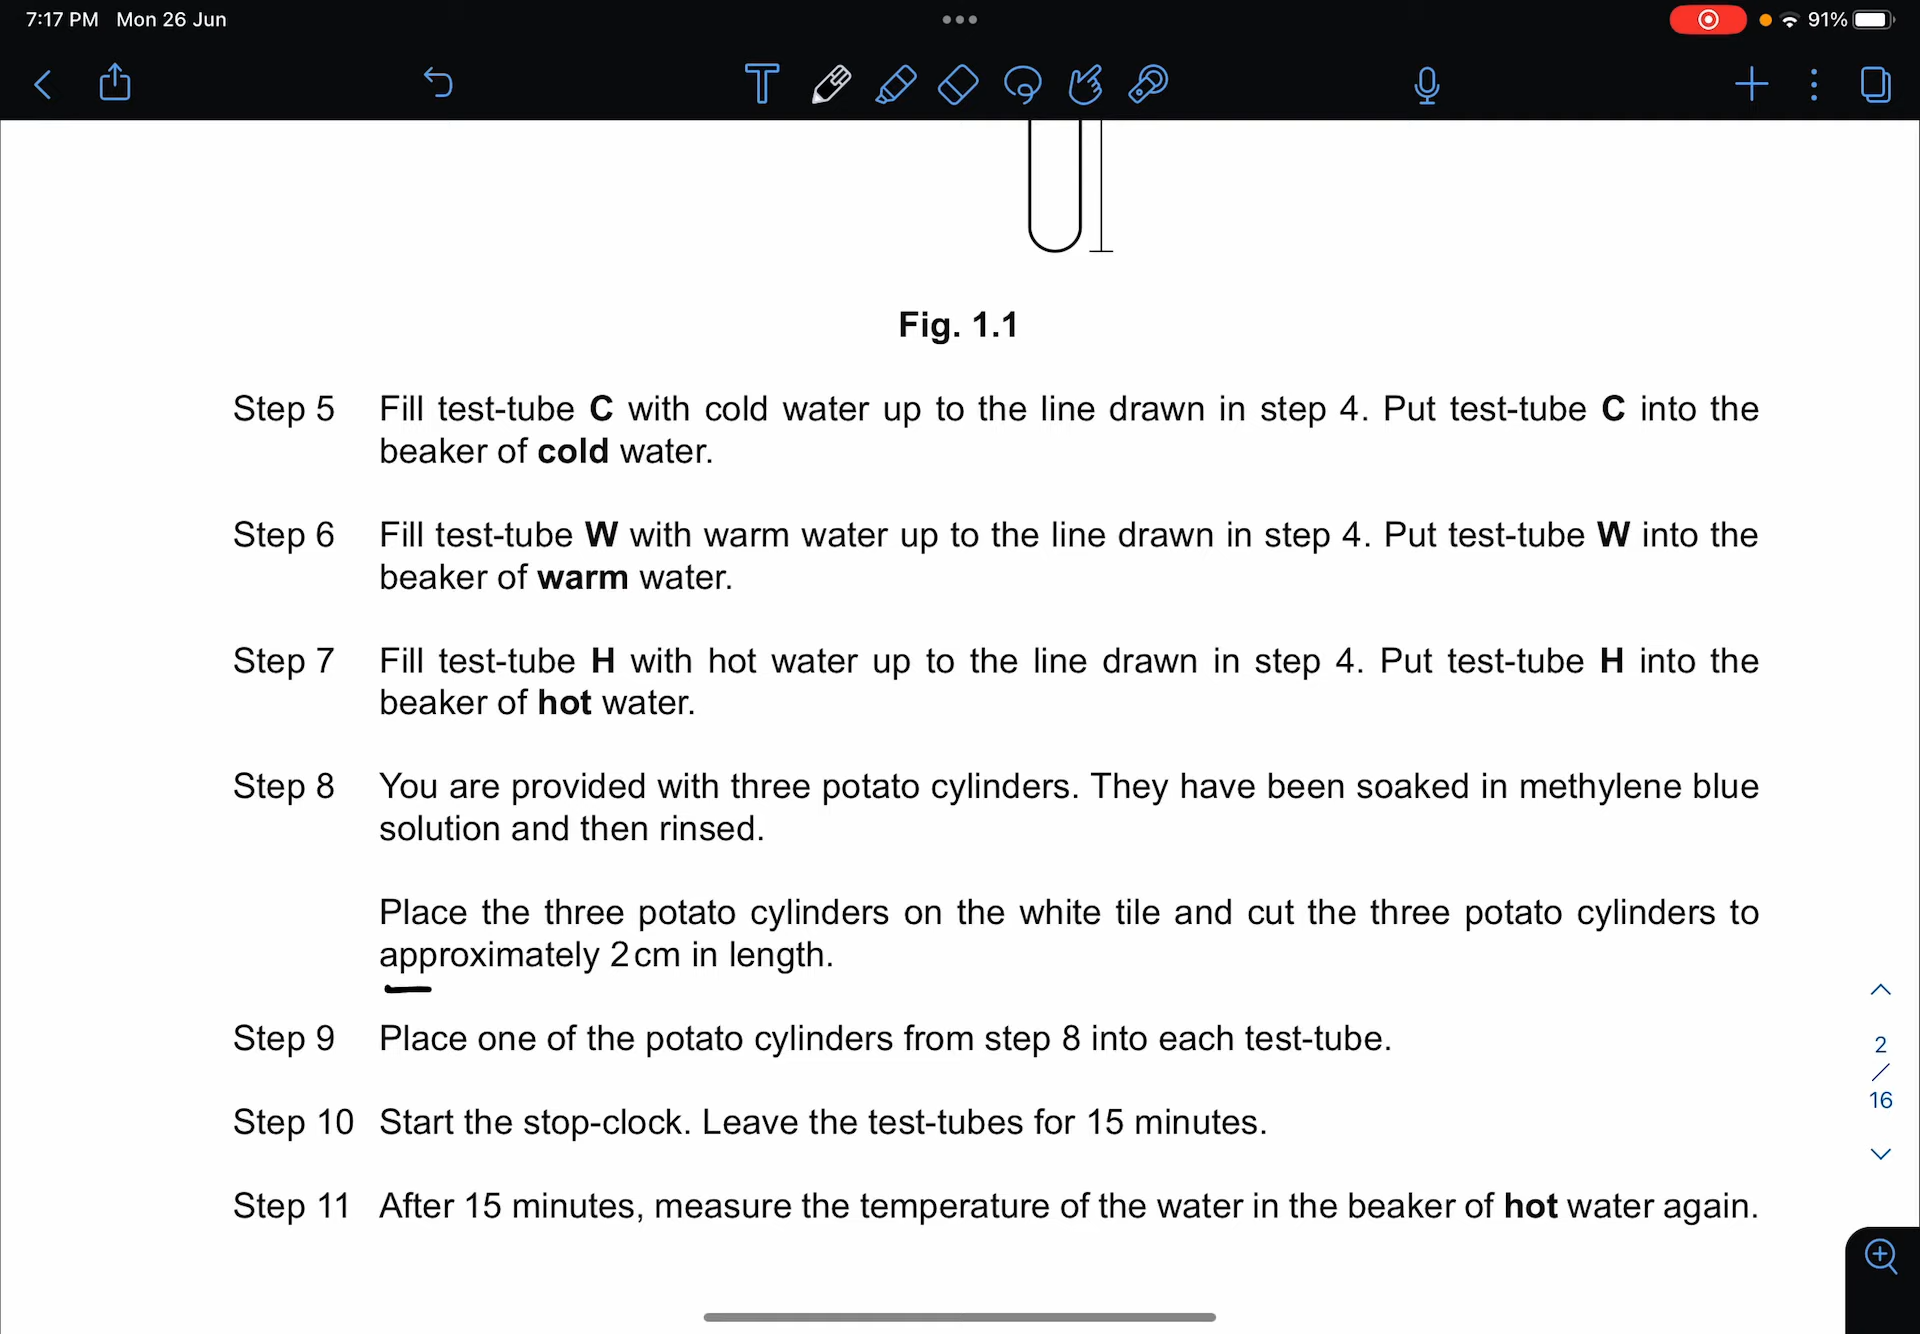 7:17 PM Mon 26 Jun
91%
Fig. 1.1
Step 5 Fill test-tube C with cold water up to the line drawn in step 4. Put test-tube C into the
beaker of cold water.
Step 6 Fill test-tube W with warm water up to the line drawn in step 4. Put test-tube W into the
beaker of warm water.
Step 7 Fill test-tube H with hot water up to the line drawn in step 4. Put test-tube H into the
beaker of hot water.
Step 8 You are provided with three potato cylinders. They have been soaked in methylene blue
solution and then rinsed.
Place the three potato cylinders on the white tile and cut the three potato cylinders to
approximately 2 cm in length.
Step 9 Place one of the potato cylinders from step 8 into each test-tube.
Step 10 Start the stop-clock. Leave the test-tubes for 15 minutes.
Step 11 After 15 minutes, measure the temperature of the water in the beaker of hot water again.
2
/
16